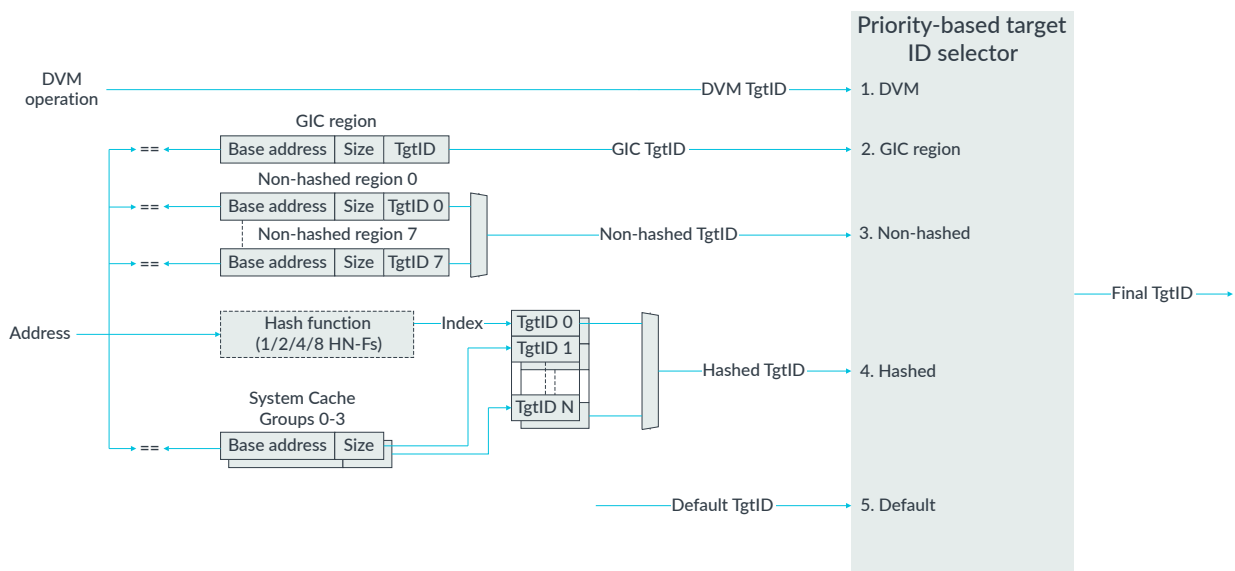 Priority-based target
ID selector
DVM
operation
DVM TgtID
1. DVM
GIC region
==
Base address
Size
TgtID
GIC TgtID
2. GIC region
Non-hashed region 0
==
Base address
Size
TgtID 0
Non-hashed region 7
Non-hashed TgtID
3. Non-hashed
==
Base address
Size
TgtID 7
Final TgtID
Address
Hash function
(1/2/4/8 HN-Fs)
Index
TgtID 0
TgtID 1
TgtID N
Hashed TgtID
4. Hashed
System Cache
Groups 0-3
==
Base address
Size
Default TgtID
5. Default